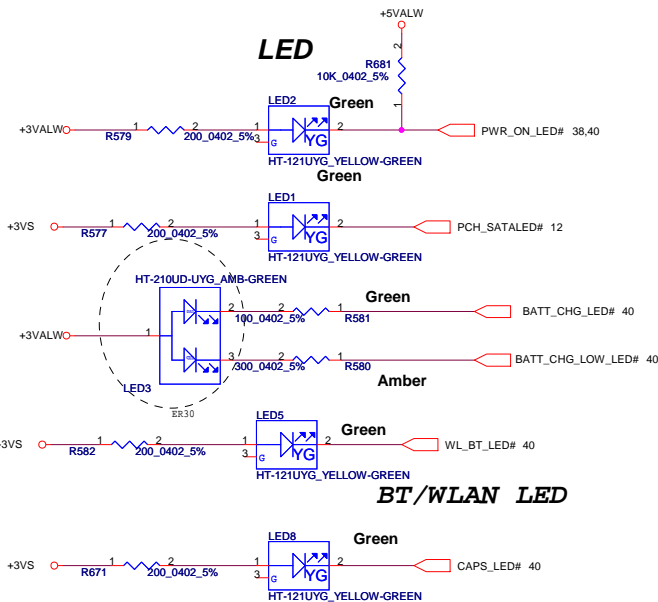 +5VALW
LED
2
R681
10K_0402_5%
1
LED2
Green
+3VALW
1
2
1
2
R579
200_0402_5%
3
G
YG
PWR_ON_LED# 38,40
HT-121UYG_YELLOW-GREEN
Green
LED1
+3VS
1
2
1
2
R577
200_0402_5%
3
G
YG
PCH_SATALED# 12
HT-121UYG_YELLOW-GREEN
HT-210UD-UYG_AMB-GREEN
Green
2
2
1
100_0402_5%
R581
BATT_CHG_LED# 40
+3VALW
1
3
2
1
300_0402_5%
R580
BATT_CHG_LOW_LED# 40
LED3
Amber
ER30
LED5
Green
+3VS
1
2
1
2
R582
200_0402_5%
3
G
YG
WL_BT_LED# 40
HT-121UYG_YELLOW-GREEN
BT/WLAN LED
LED8
Green
+3VS
1
2
1
2
R671
200_0402_5%
3
G
YG
CAPS_LED# 40
HT-121UYG_YELLOW-GREEN